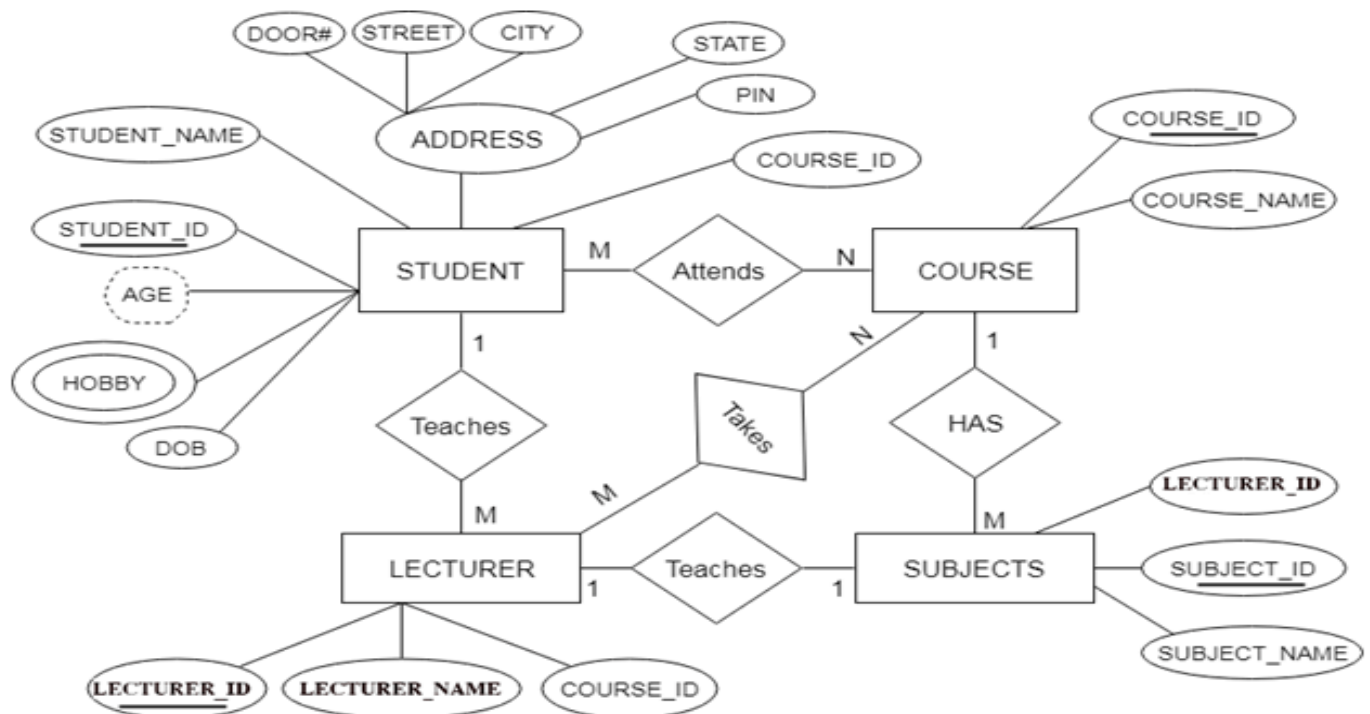 DOOR#
STREET
CITY
STATE
PIN
ADDRESS
STUDENT_NAME
COURSE_ID
COURSE_ID
COURSE_NAME
STUDENT_ID
AGE
HOBBY
DOB
STUDENT
M
Attends
N
COURSE
1
Teaches
M
N
Takes
M
1
HAS
M
LECTURER
1
Teaches
1
SUBJECTS
LECTURER_ID
SUBJECT_ID
SUBJECT_NAME
LECTURER_ID
LECTURER_NAME
COURSE_ID